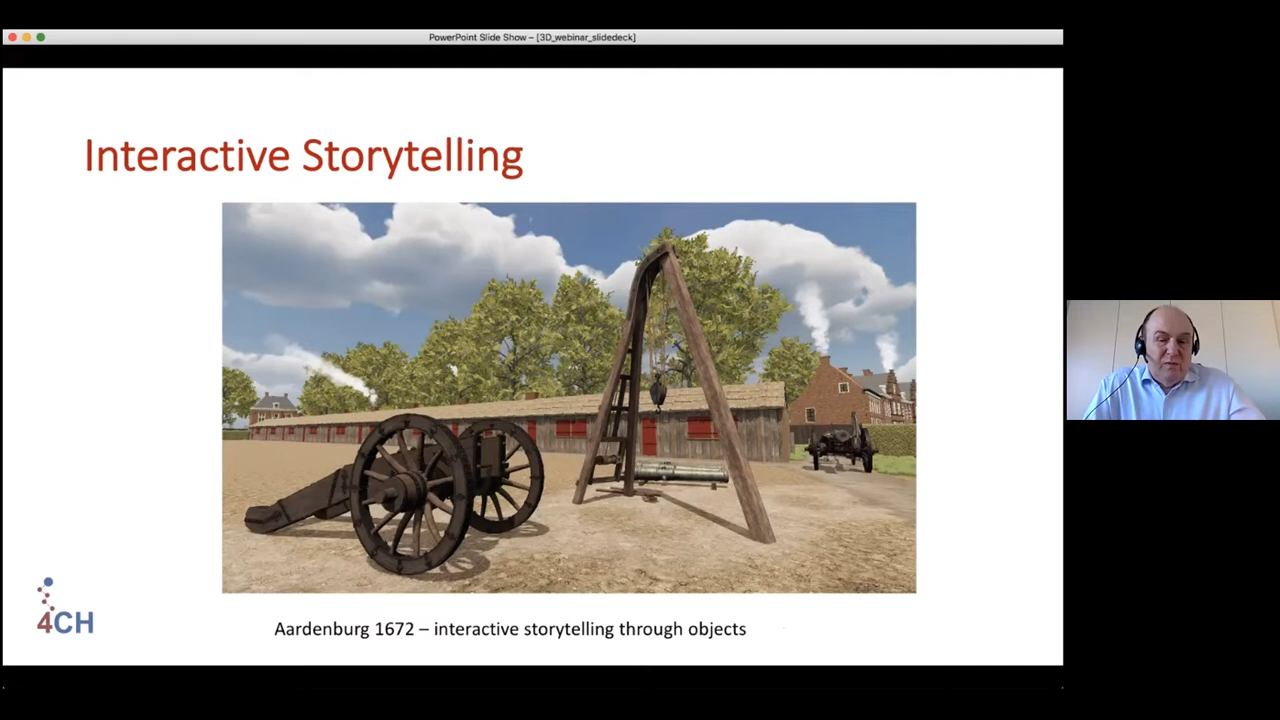 PowerPoint Slide Show – [3D_webinar_slidedeck]
Interactive Storytelling
4CH
Aardenburg 1672 – interactive storytelling through objects